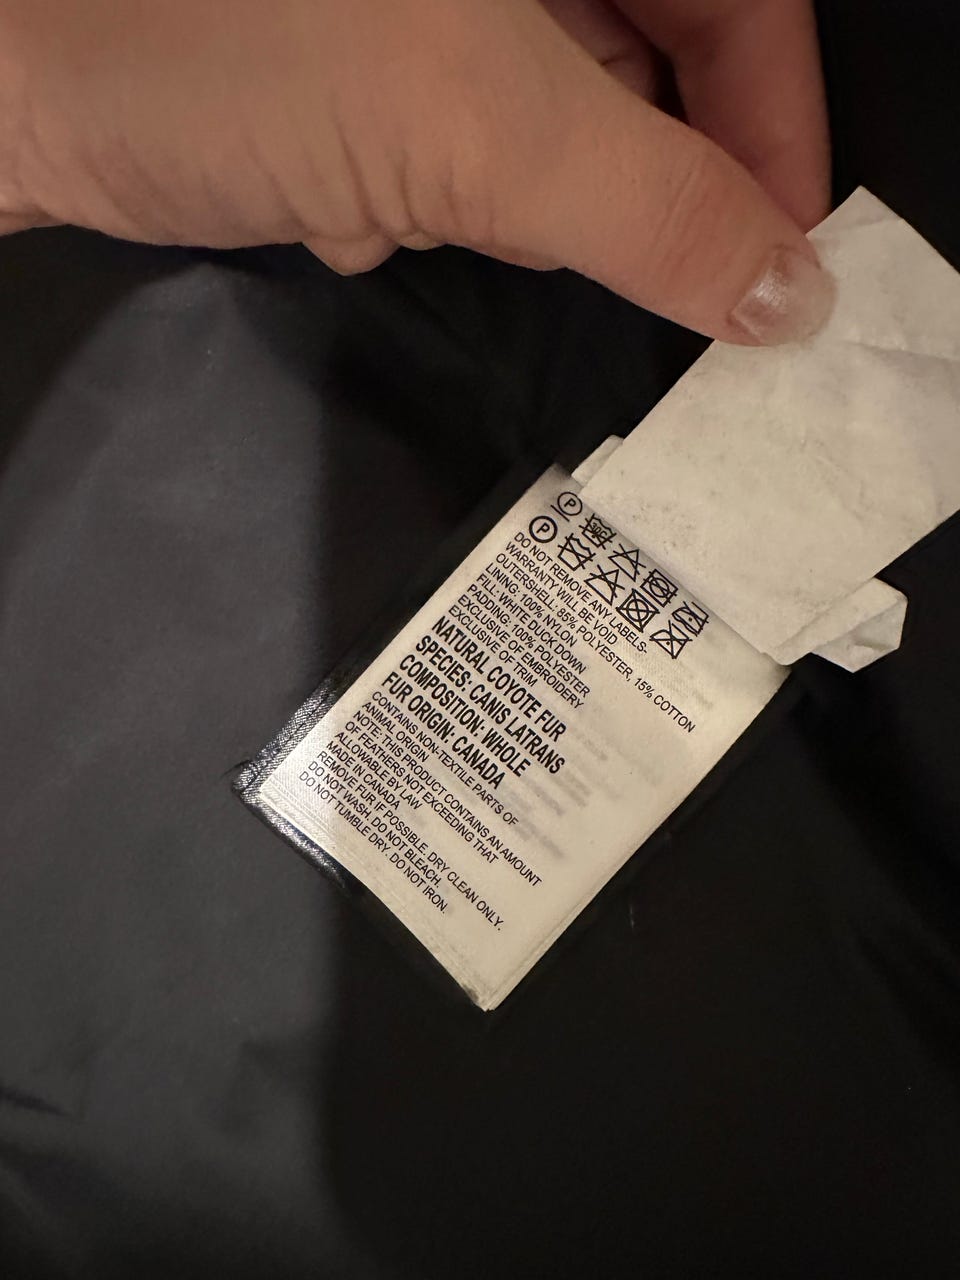 P
P
30°
DO NOT REMOVE ANY LABELS-
WARRANTY WILL BE VOID
OUTERSHELL: 85% POLYESTER, 15% COTTON
LINING: 100% NYLON
FILL: WHITE DUCK DOWN
PADDING: 100% POLYESTER
EXCLUSIVE OF EMBROIDERY
EXCLUSIVE OF TRIM
NATURAL COYOTE FUR
SPECIES: CANIS LATRANS
COMPOSITION: WHOLE
FUR ORIGIN: CANADA
CONTAINS NON-TEXTILE PARTS OF
ANIMAL ORIGIN
NOTE: THIS PRODUCT CONTAINS AN AMOUNT
OF FEATHERS NOT EXCEEDING THAT
ALLOWABLE BY LAW
MADE IN CANADA
REMOVE FUR IF POSSIBLE. DRY CLEAN ONLY.
DO NOT WASH. DO NOT BLEACH.
DO NOT TUMBLE DRY. DO NOT IRON.